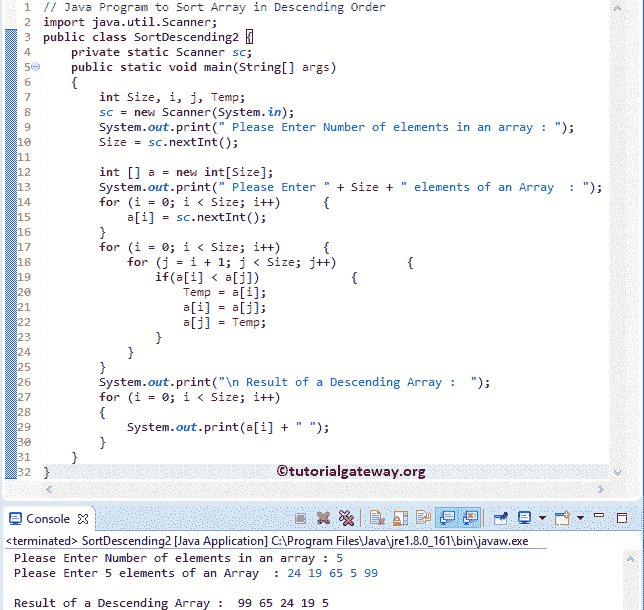 1 // Java Program to Sort Array in Descending Order
2 import java.util.Scanner;
3 public class SortDescending2 {
4     private static Scanner sc;
5     public static void main(String[] args)
6     {
7         int Size, i, j, Temp;
8         sc = new Scanner(System.in);
9         System.out.print(" Please Enter Number of elements in an array : ");
10         Size = sc.nextInt();
11
12         int [] a = new int[Size];
13         System.out.print(" Please Enter " + Size + " elements of an Array  : ");
14         for (i = 0; i < Size; i++)      {
15             a[i] = sc.nextInt();
16         }
17         for (i = 0; i < Size; i++)      {
18             for (j = i + 1; j < Size; j++)          {
19                 if(a[i] < a[j])             {
20                     Temp = a[i];
21                     a[i] = a[j];
22                     a[j] = Temp;
23                 }
24             }
25         }
26         System.out.print("\n Result of a Descending Array :  ");
27         for (i = 0; i < Size; i++)
28         {
29             System.out.print(a[i] + " ");
30         }
31     }
32 }
©tutorialgateway.org
Console
<terminated> SortDescending2 [Java Application] C:\Program Files\Java\jre1.8.0_161\bin\javaw.exe
Please Enter Number of elements in an array : 5
Please Enter 5 elements of an Array  : 24 19 65 5 99
Result of a Descending Array :  99 65 24 19 5